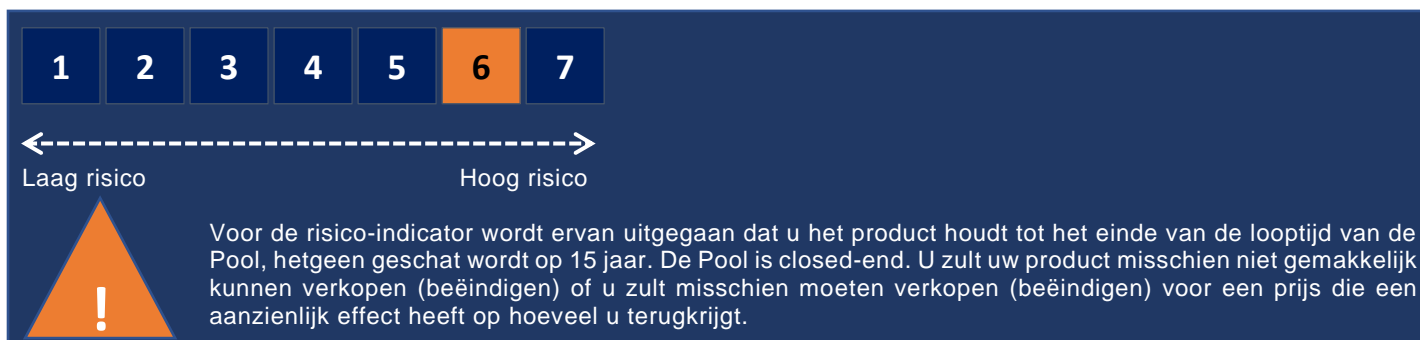 1 2 3 4 5 6 7
Laag risico Hoog risico
Voor de risico-indicator wordt ervan uitgegaan dat u het product houdt tot het einde van de looptijd van de
Pool, hetgeen geschat wordt op 15 jaar. De Pool is closed-end. U zult uw product misschien niet gemakkelijk
kunnen verkopen (beëindigen) of u zult misschien moeten verkopen (beëindigen) voor een prijs die een
aanzienlijk effect heeft op hoeveel u terugkrijgt.
!